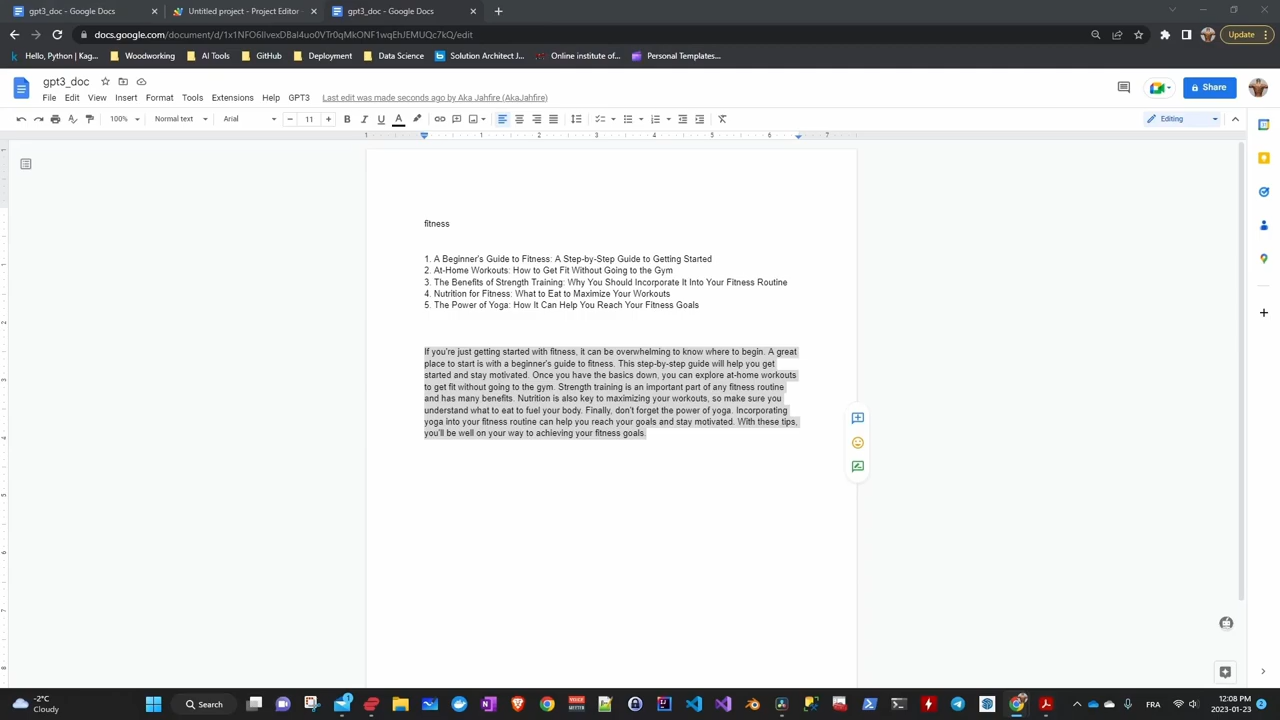 gpt3_doc - Google Docs
Untitled project - Project Editor
gpt3_doc - Google Docs
docs.google.com/document/d/1x1NFO6IIvexDBal4uo0VTr0qMkONF1wqEhJEMUQc7kQ/edit
Update
Hello, Python | Kag...
Woodworking
AI Tools
GitHub
Deployment
Data Science
Solution Architect J...
Online institute of...
Personal Templates...
gpt3_doc
Share
File Edit View Insert Format Tools Extensions Help GPT3 Last edit was made seconds ago by Aka Jahfire (AkaJahfire)
100% Normal text Arial 11 B I U A Editing
1 1 2 3 4 5 6 7
fitness
1. A Beginner's Guide to Fitness: A Step-by-Step Guide to Getting Started
2. At-Home Workouts: How to Get Fit Without Going to the Gym
3. The Benefits of Strength Training: Why You Should Incorporate It Into Your Fitness Routine
4. Nutrition for Fitness: What to Eat to Maximize Your Workouts
5. The Power of Yoga: How It Can Help You Reach Your Fitness Goals
If you're just getting started with fitness, it can be overwhelming to know where to begin. A great
place to start is with a beginner's guide to fitness. This step-by-step guide will help you get
started and stay motivated. Once you have the basics down, you can explore at-home workouts
to get fit without going to the gym. Strength training is an important part of any fitness routine
and has many benefits. Nutrition is also key to maximizing your workouts, so make sure you
understand what to eat to fuel your body. Finally, don't forget the power of yoga. Incorporating
yoga into your fitness routine can help you reach your goals and stay motivated. With these tips,
you'll be well on your way to achieving your fitness goals.
-2°C
Cloudy
Search
FRA
12:08 PM
2023-01-23